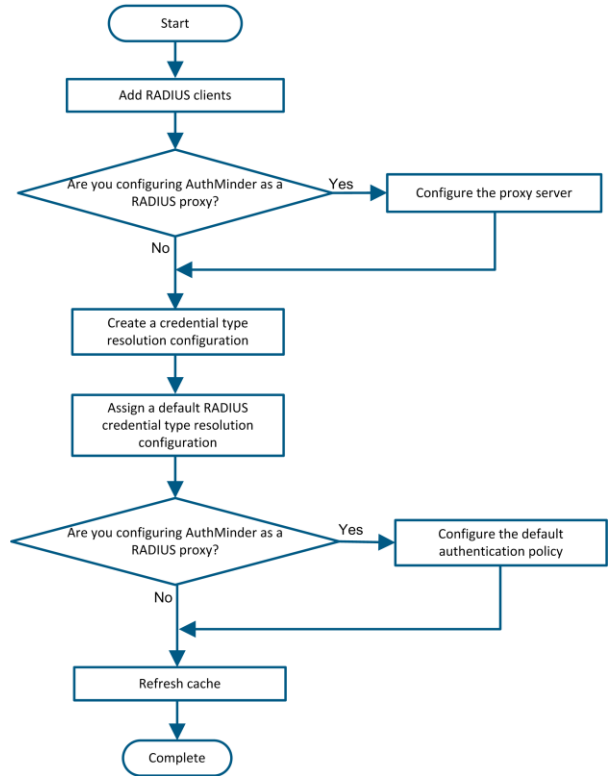 Start
Add RADIUS clients
Are you configuring AuthMinder as a
RADIUS proxy?
Yes
Configure the proxy server
No
Create a credential type
resolution configuration
Assign a default RADIUS
credential type resolution
configuration
Are you configuring AuthMinder as a
RADIUS proxy?
Yes
Configure the default
authentication policy
No
Refresh cache
Complete